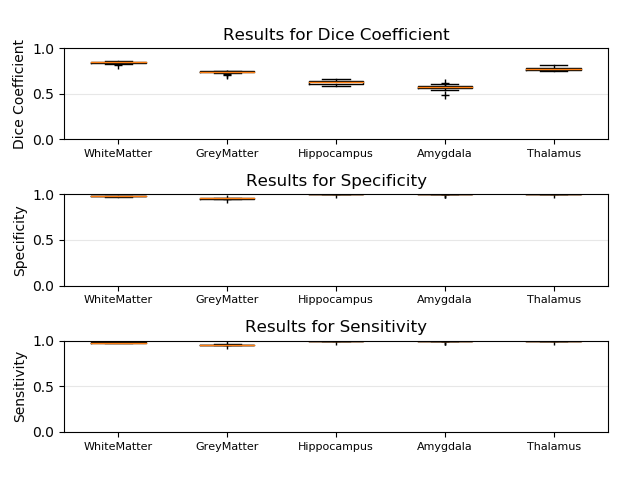 Results for Dice Coefficient
Dice Coefficient
1.0
0.5
0.0
WhiteMatter GreyMatter Hippocampus Amygdala Thalamus
Results for Specificity
Specificity
1.0
0.5
0.0
WhiteMatter GreyMatter Hippocampus Amygdala Thalamus
Results for Sensitivity
Sensitivity
1.0
0.5
0.0
WhiteMatter GreyMatter Hippocampus Amygdala Thalamus